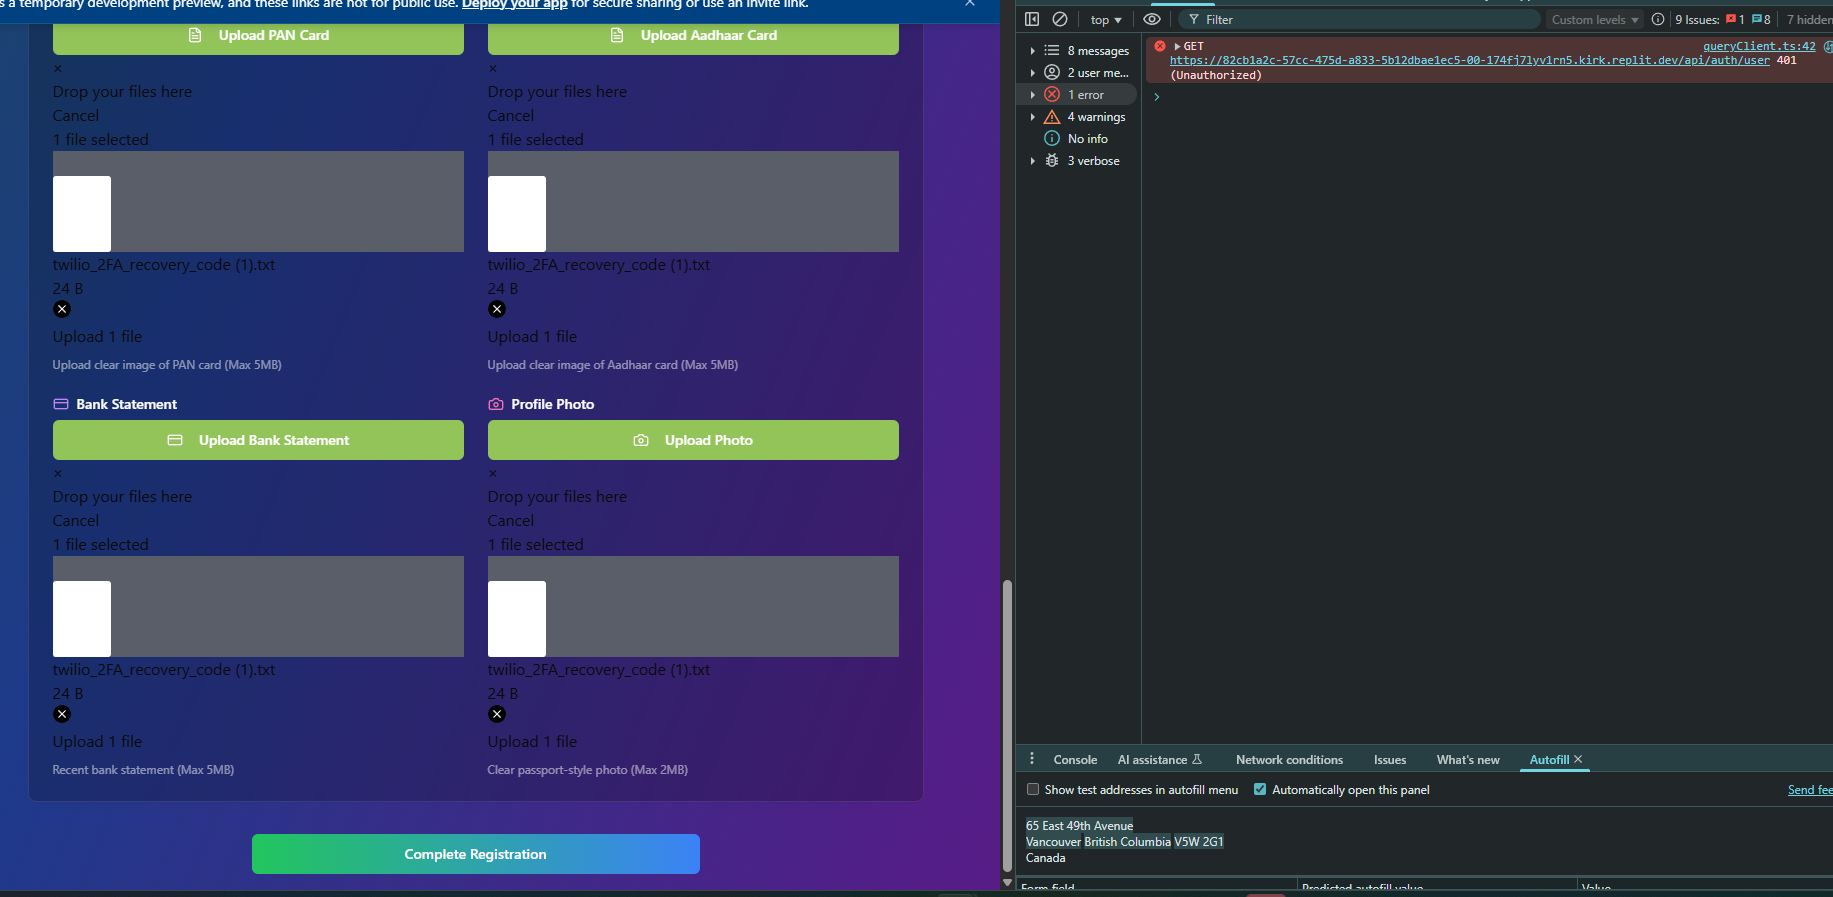 s a temporary development preview, and these links are not for public use. Deploy your app for secure sharing or use an invite link. ×
Upload PAN Card
×
Drop your files here
Cancel
1 file selected
twilio_2FA_recovery_code (1).txt
24 B
Upload 1 file
Upload clear image of PAN card (Max 5MB)
Upload Aadhaar Card
×
Drop your files here
Cancel
1 file selected
twilio_2FA_recovery_code (1).txt
24 B
Upload 1 file
Upload clear image of Aadhaar card (Max 5MB)
Bank Statement
Upload Bank Statement
×
Drop your files here
Cancel
1 file selected
twilio_2FA_recovery_code (1).txt
24 B
Upload 1 file
Recent bank statement (Max 5MB)
Profile Photo
Upload Photo
×
Drop your files here
Cancel
1 file selected
twilio_2FA_recovery_code (1).txt
24 B
Upload 1 file
Clear passport-style photo (Max 2MB)
Complete Registration
top Filter Custom levels 9 Issues: 1 8 7 hidden
8 messages
2 user me...
1 error
4 warnings
No info
3 verbose
GET queryClient.ts:42
https://82cb1a2c-57cc-475d-a833-5b12dbae1ec5-00-174fj7lyv1rn5.kirk.replit.dev/api/auth/user 401
(Unauthorized)
Console AI assistance Network conditions Issues What's new Autofill ×
Show test addresses in autofill menu Automatically open this panel Send fee
65 East 49th Avenue
Vancouver British Columbia V5W 2G1
Canada
Form field Predicted autofill value Value